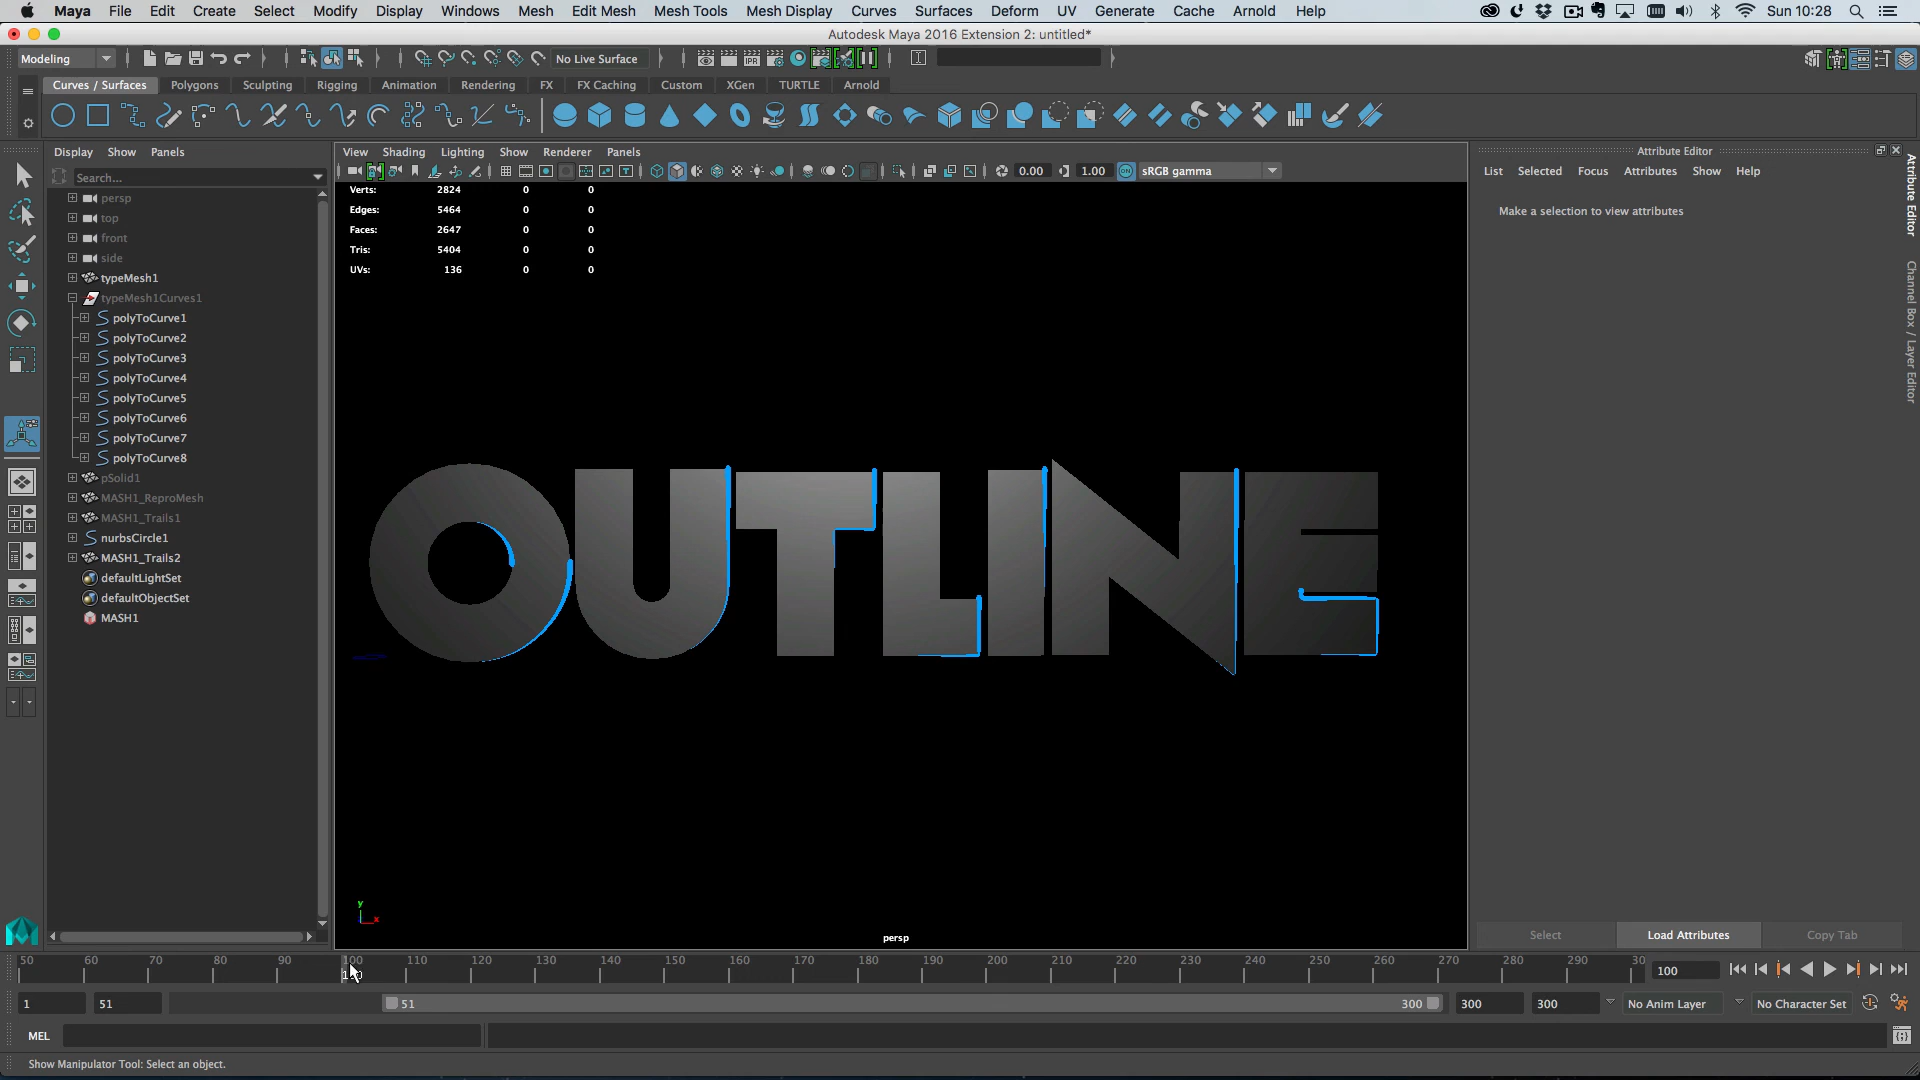 Maya File Edit Create Select Modify Display Windows Mesh Edit Mesh Mesh Tools Mesh Display Curves Surfaces Deform UV Generate Cache Arnold Help Sun 10:28
Autodesk Maya 2016 Extension 2: untitled*
Modeling No Live Surface
Curves / Surfaces Polygons Sculpting Rigging Animation Rendering FX FX Caching Custom XGen TURTLE Arnold
Display Show Panels
Search...
persp
top
front
side
typeMesh1
typeMesh1Curves1
polyToCurve1
polyToCurve2
polyToCurve3
polyToCurve4
polyToCurve5
polyToCurve6
polyToCurve7
polyToCurve8
pSolid1
MASH1_ReproMesh
MASH1_Trails1
nurbsCircle1
MASH1_Trails2
defaultLightSet
defaultObjectSet
MASH1
View Shading Lighting Show Renderer Panels
0.00 1.00 ON sRGB gamma
Verts: 2824 0 0
Edges: 5464 0 0
Faces: 2647 0 0
Tris: 5404 0 0
UVs: 136 0 0
OUTLINE
y
x
persp
Attribute Editor
List Selected Focus Attributes Show Help
Make a selection to view attributes
Attribute Editor
Channel Box / Layer Editor
Select Load Attributes Copy Tab
50 60 70 80 90 100 110 120 130 140 150 160 170 180 190 200 210 220 230 240 250 260 270 280 290 30
100
1 51 51 300 300 300 No Anim Layer No Character Set
MEL
Show Manipulator Tool: Select an object.